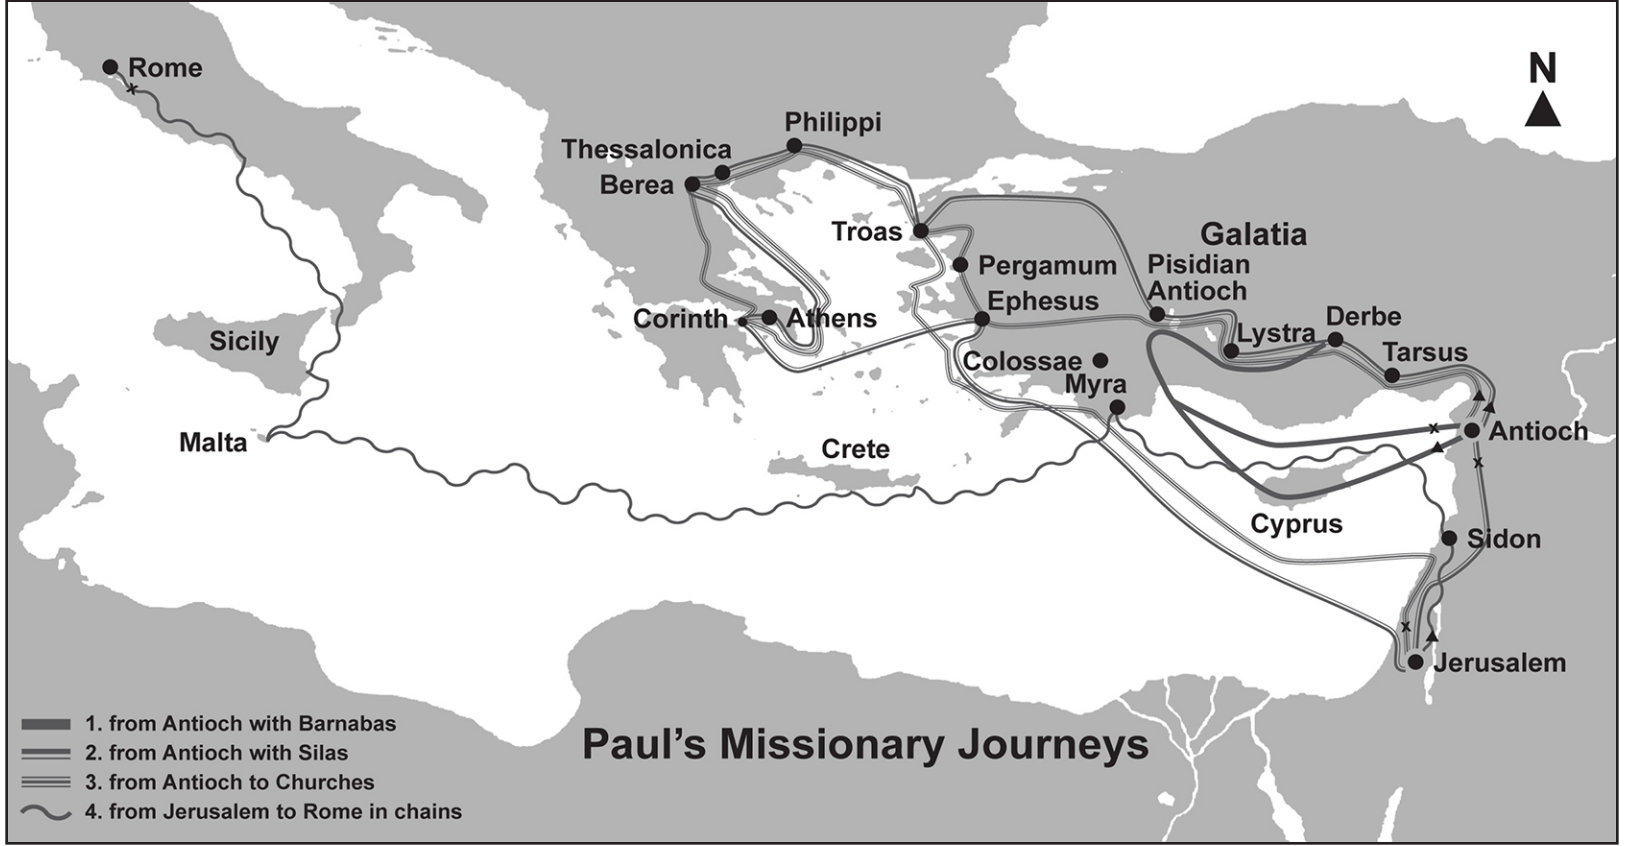 N
Rome
Philippi
Thessalonica
Berea
Troas
Galatia
Pergamum
Pisidian
Antioch
Ephesus
Corinth
Athens
Lystra
Derbe
Sicily
Colossae
Tarsus
Myra
Malta
Crete
Antioch
Cyprus
Sidon
Jerusalem
Paul’s Missionary Journeys
1. from Antioch with Barnabas
2. from Antioch with Silas
3. from Antioch to Churches
4. from Jerusalem to Rome in chains